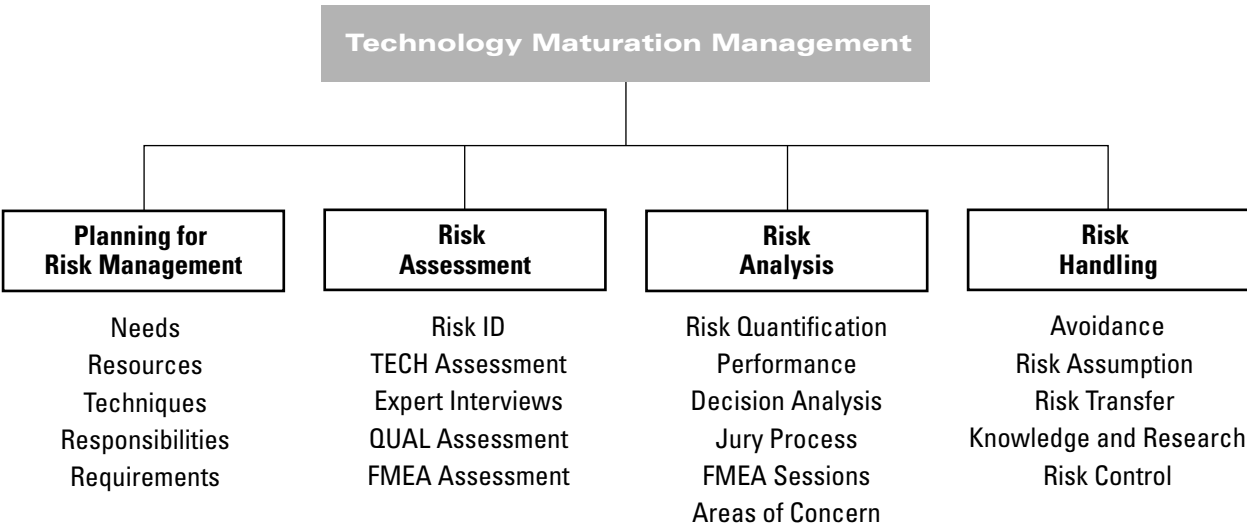 Technology Maturation Management
Planning for
Risk Management
Needs
Resources
Techniques
Responsibilities
Requirements
Risk
Assessment
Risk ID
TECH Assessment
Expert Interviews
QUAL Assessment
FMEA Assessment
Risk
Analysis
Risk Quantification
Performance
Decision Analysis
Jury Process
FMEA Sessions
Areas of Concern
Risk
Handling
Avoidance
Risk Assumption
Risk Transfer
Knowledge and Research
Risk Control